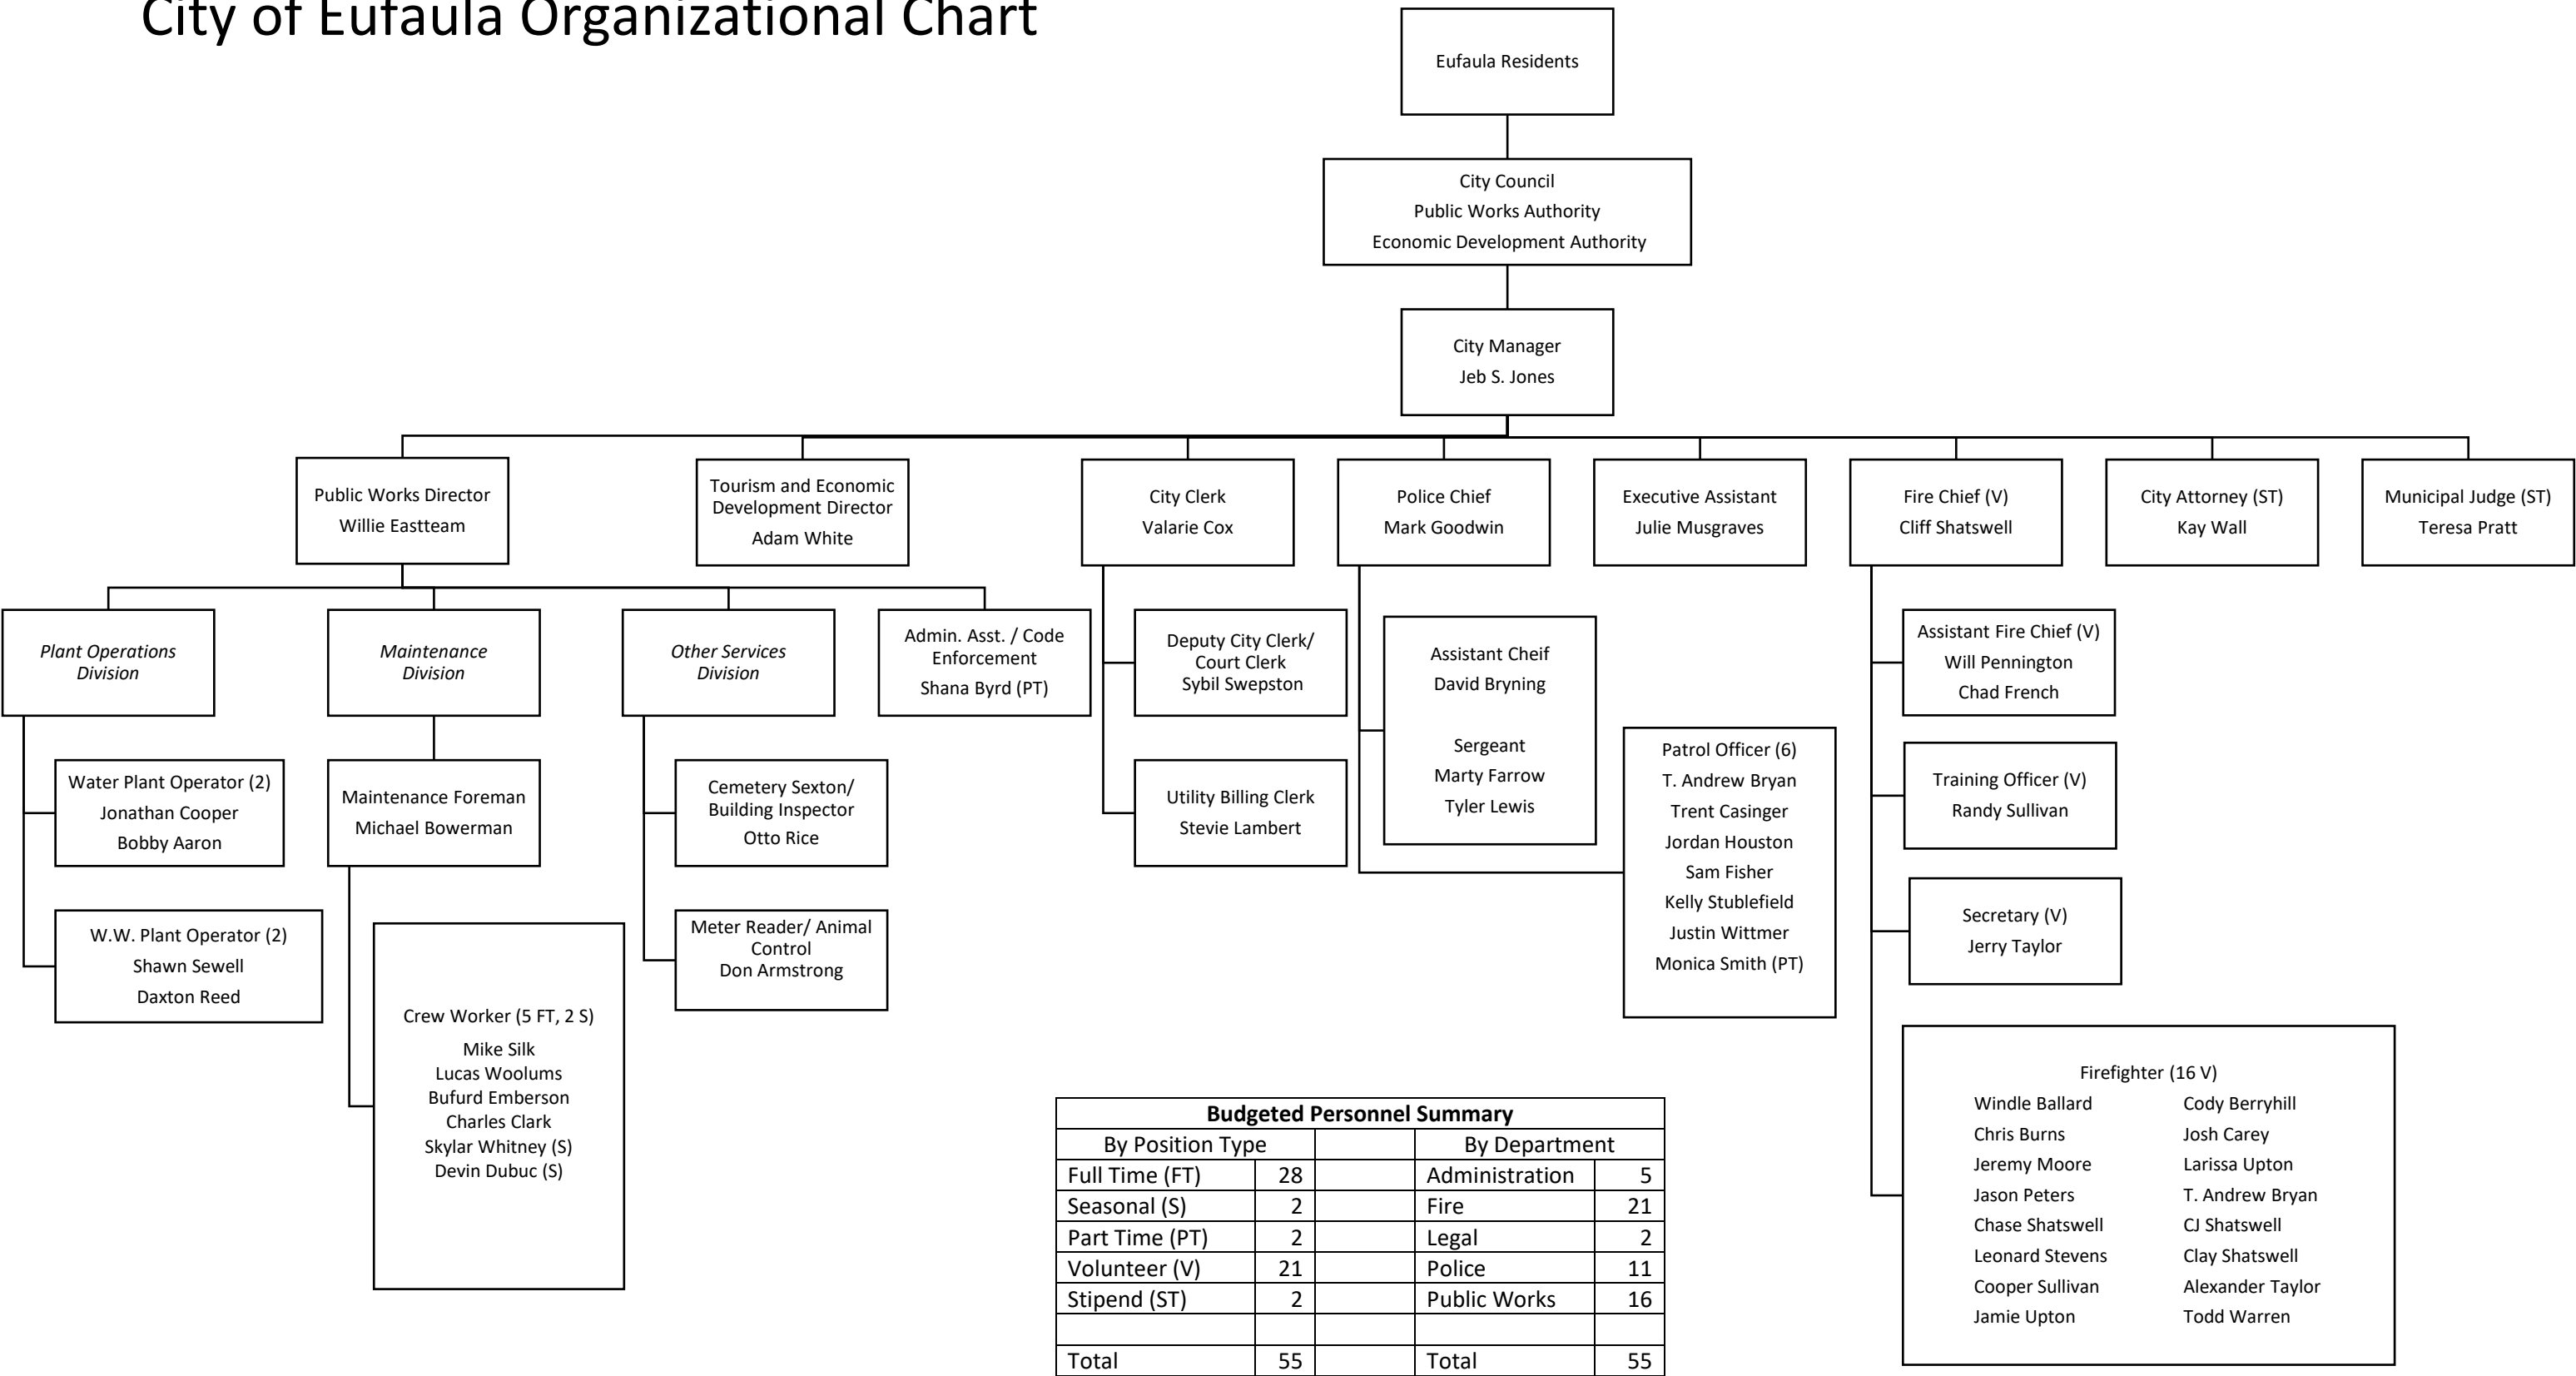 City of Eufaula Organizational Chart
Eufaula Residents
City Council
Public Works Authority
Economic Development Authority
City Manager
Jeb S. Jones
Public Works Director
Willie Eastteam
Tourism and Economic
Development Director
Adam White
City Clerk
Valarie Cox
Police Chief
Mark Goodwin
Executive Assistant
Julie Musgraves
Fire Chief (V)
Cliff Shatswell
City Attorney (ST)
Kay Wall
Municipal Judge (ST)
Teresa Pratt
Plant Operations
Division
Maintenance
Division
Other Services
Division
Admin. Asst. / Code
Enforcement
Shana Byrd (PT)
Deputy City Clerk/
Court Clerk
Sybil Swepston
Assistant Cheif
David Bryning
Sergeant
Marty Farrow
Tyler Lewis
Assistant Fire Chief (V)
Will Pennington
Chad French
Water Plant Operator (2)
Jonathan Cooper
Bobby Aaron
Maintenance Foreman
Michael Bowerman
Cemetery Sexton/
Building Inspector
Otto Rice
Utility Billing Clerk
Stevie Lambert
Patrol Officer (6)
T. Andrew Bryan
Trent Casinger
Jordan Houston
Sam Fisher
Kelly Stublefield
Justin Wittmer
Monica Smith (PT)
Training Officer (V)
Randy Sullivan
W.W. Plant Operator (2)
Shawn Sewell
Daxton Reed
Crew Worker (5 FT, 2 S)
Mike Silk
Lucas Woolums
Bufurd Emberson
Charles Clark
Skylar Whitney (S)
Devin Dubuc (S)
Meter Reader/ Animal
Control
Don Armstrong
Secretary (V)
Jerry Taylor
Firefighter (16 V)
Windle Ballard Cody Berryhill
Chris Burns Josh Carey
Jeremy Moore Larissa Upton
Jason Peters T. Andrew Bryan
Chase Shatswell CJ Shatswell
Leonard Stevens Clay Shatswell
Cooper Sullivan Alexander Taylor
Jamie Upton Todd Warren
Budgeted Personnel Summary
By Position Type By Department
Full Time (FT) 28 Administration 5
Seasonal (S) 2 Fire 21
Part Time (PT) 2 Legal 2
Volunteer (V) 21 Police 11
Stipend (ST) 2 Public Works 16
Total 55 Total 55